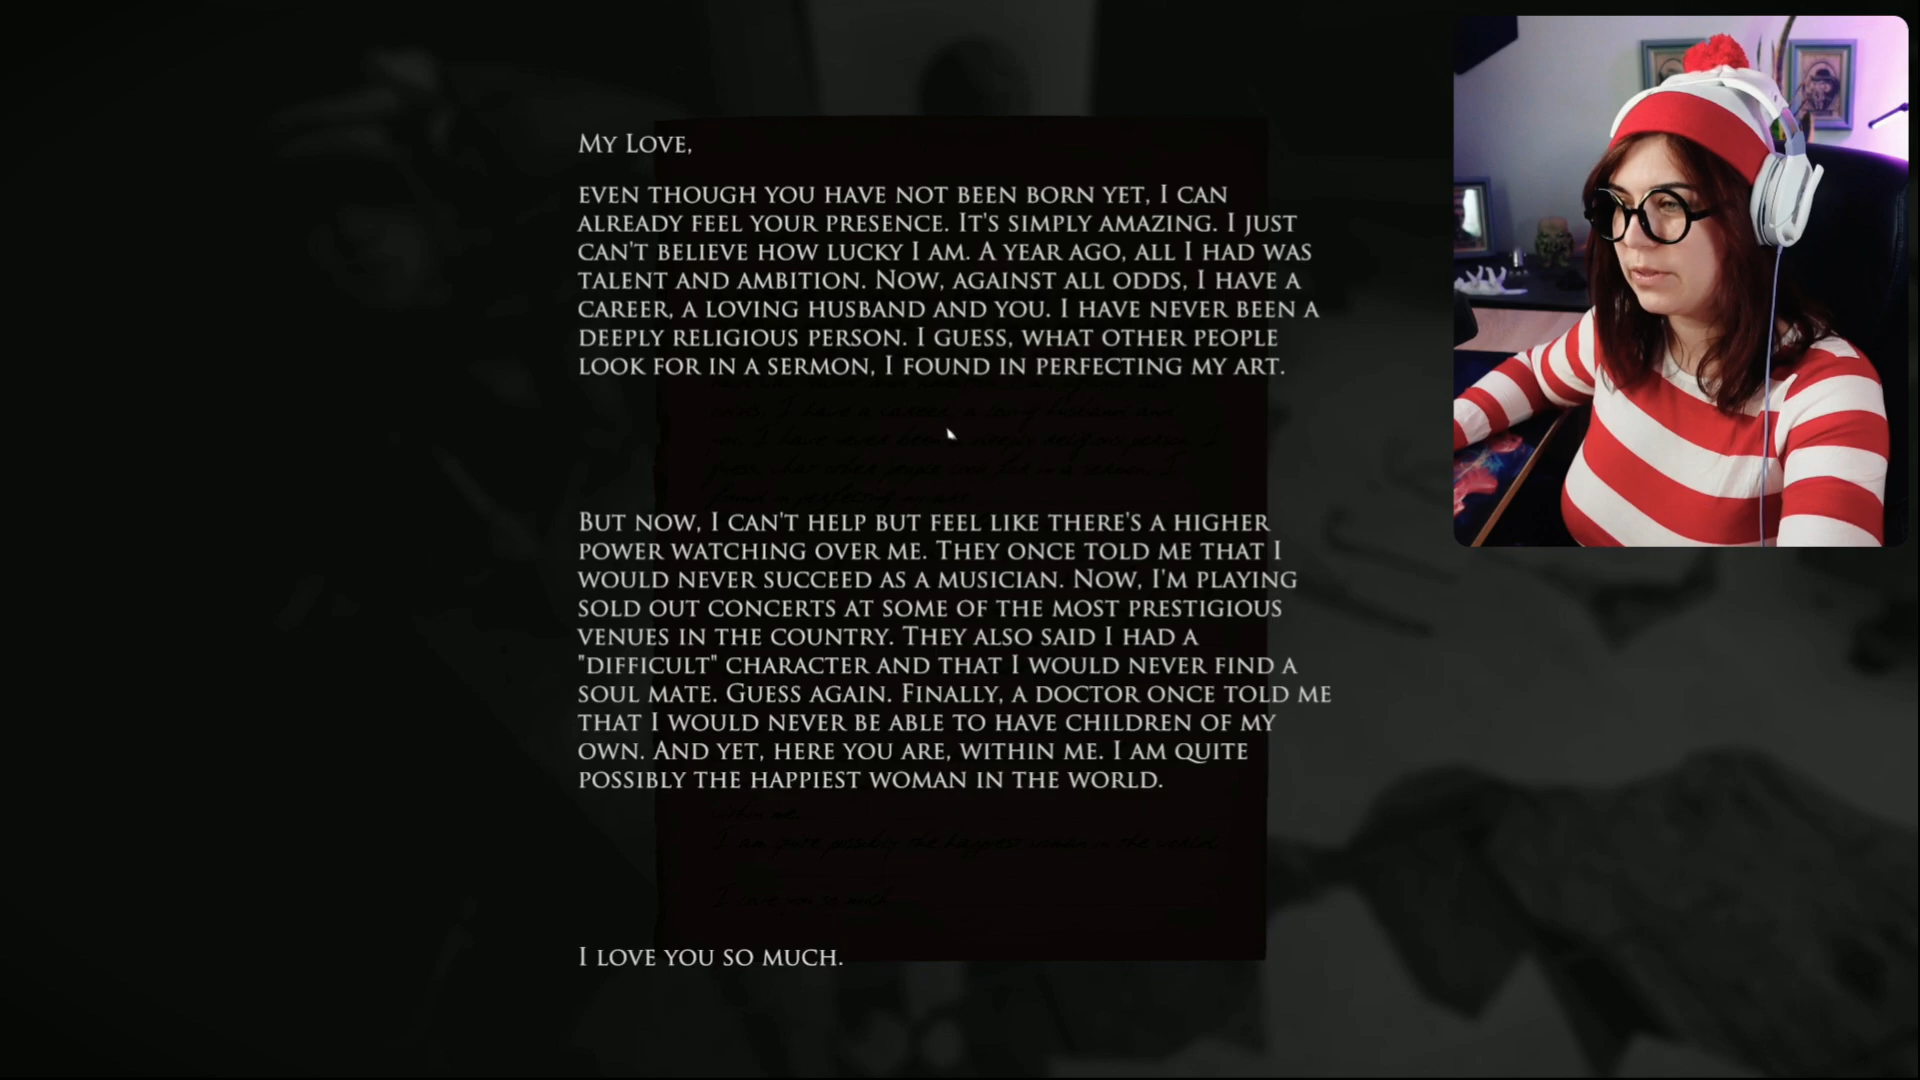 My Love,
even though you have not been born yet, I can
already feel your presence. It's simply amazing. I just
can't believe how lucky I am. A year ago, all I had was
talent and ambition. Now, against all odds, I have a
career, a loving husband and you. I have never been a
deeply religious person. I guess, what other people
look for in a sermon, I found in perfecting my art.
But now, I can't help but feel like there's a higher
power watching over me. They once told me that I
would never succeed as a musician. Now, I'm playing
sold out concerts at some of the most prestigious
venues in the country. They also said I had a
"difficult" character and that I would never find a
soul mate. Guess again. Finally, a doctor once told me
that I would never be able to have children of my
own. And yet, here you are, within me. I am quite
possibly the happiest woman in the world.
I love you so much.